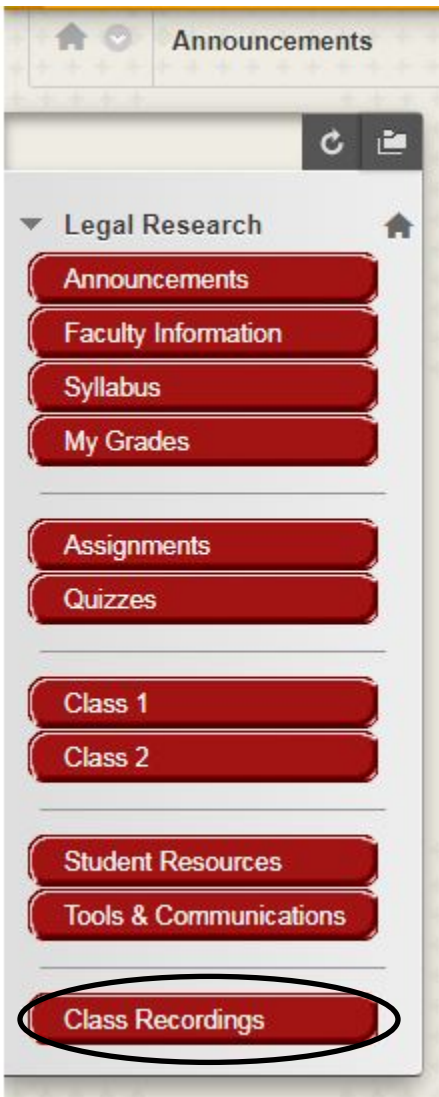 Announcements
Legal Research
Announcements
Faculty Information
Syllabus
My Grades
Assignments
Quizzes
Class 1
Class 2
Student Resources
Tools & Communications
Class Recordings